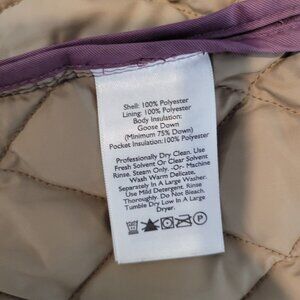 Shell: 100% Polyester
Lining: 100% Polyester
Body Insulation:
Goose Down
(Minimum 75% Down)
Pocket Insulation:100% Polyester
Professionally Dry Clean. Use
Fresh Solvent Or Clear Solvent
Rinse. Steam Only. -Or- Machine
Wash Warm Delicate.
Separately In A Large Washer.
Use Mild Detergent. Rinse
Thoroughly. Do Not Bleach.
Tumble Dry Low In A Large
Dryer.
P